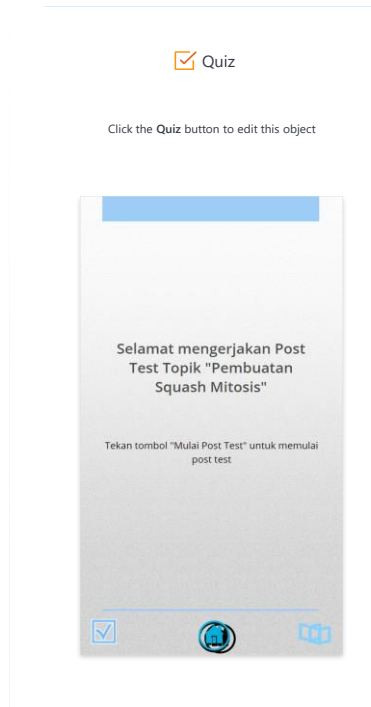 Quiz
Click the Quiz button to edit this object
Selamat mengerjakan Post
Test Topik "Pembuatan
Squash Mitosis"
Tekan tombol "Mulai Post Test" untuk memulai
post test